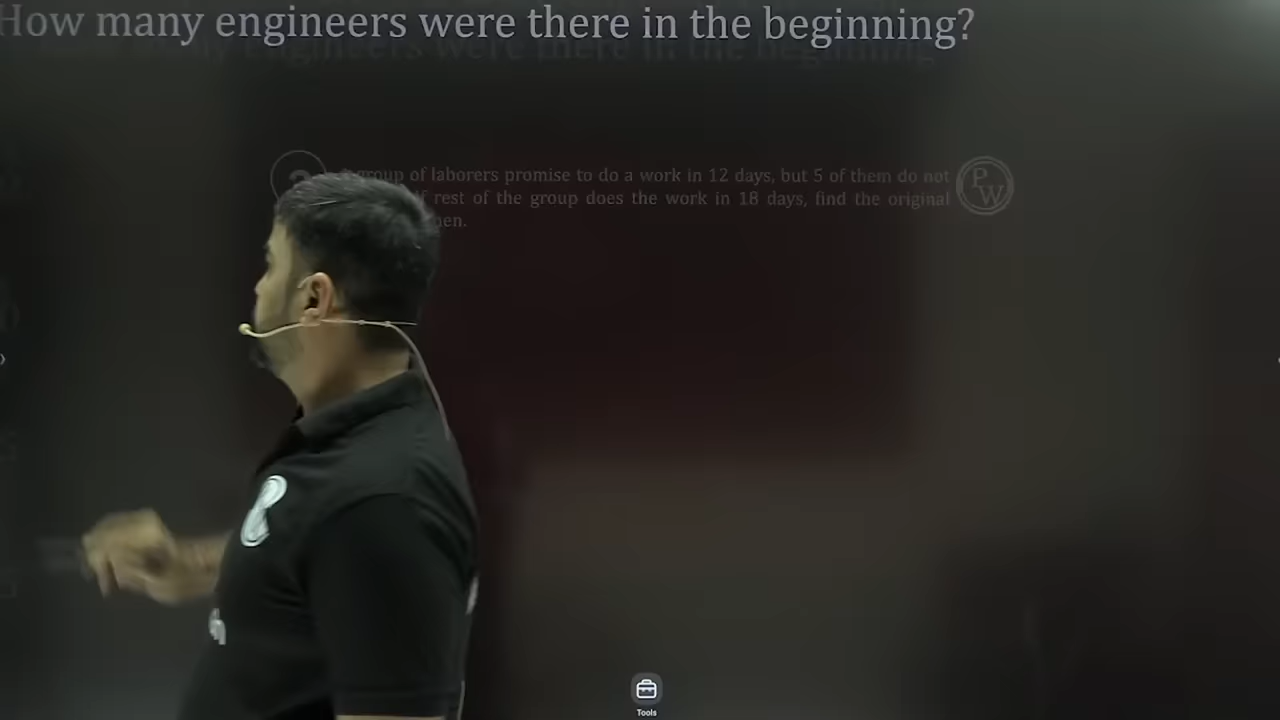 How many engineers were there in the beginning?
group of laborers promise to do a work in 12 days, but 5 of them do not
rest of the group does the work in 18 days, find the original
PW
Tools